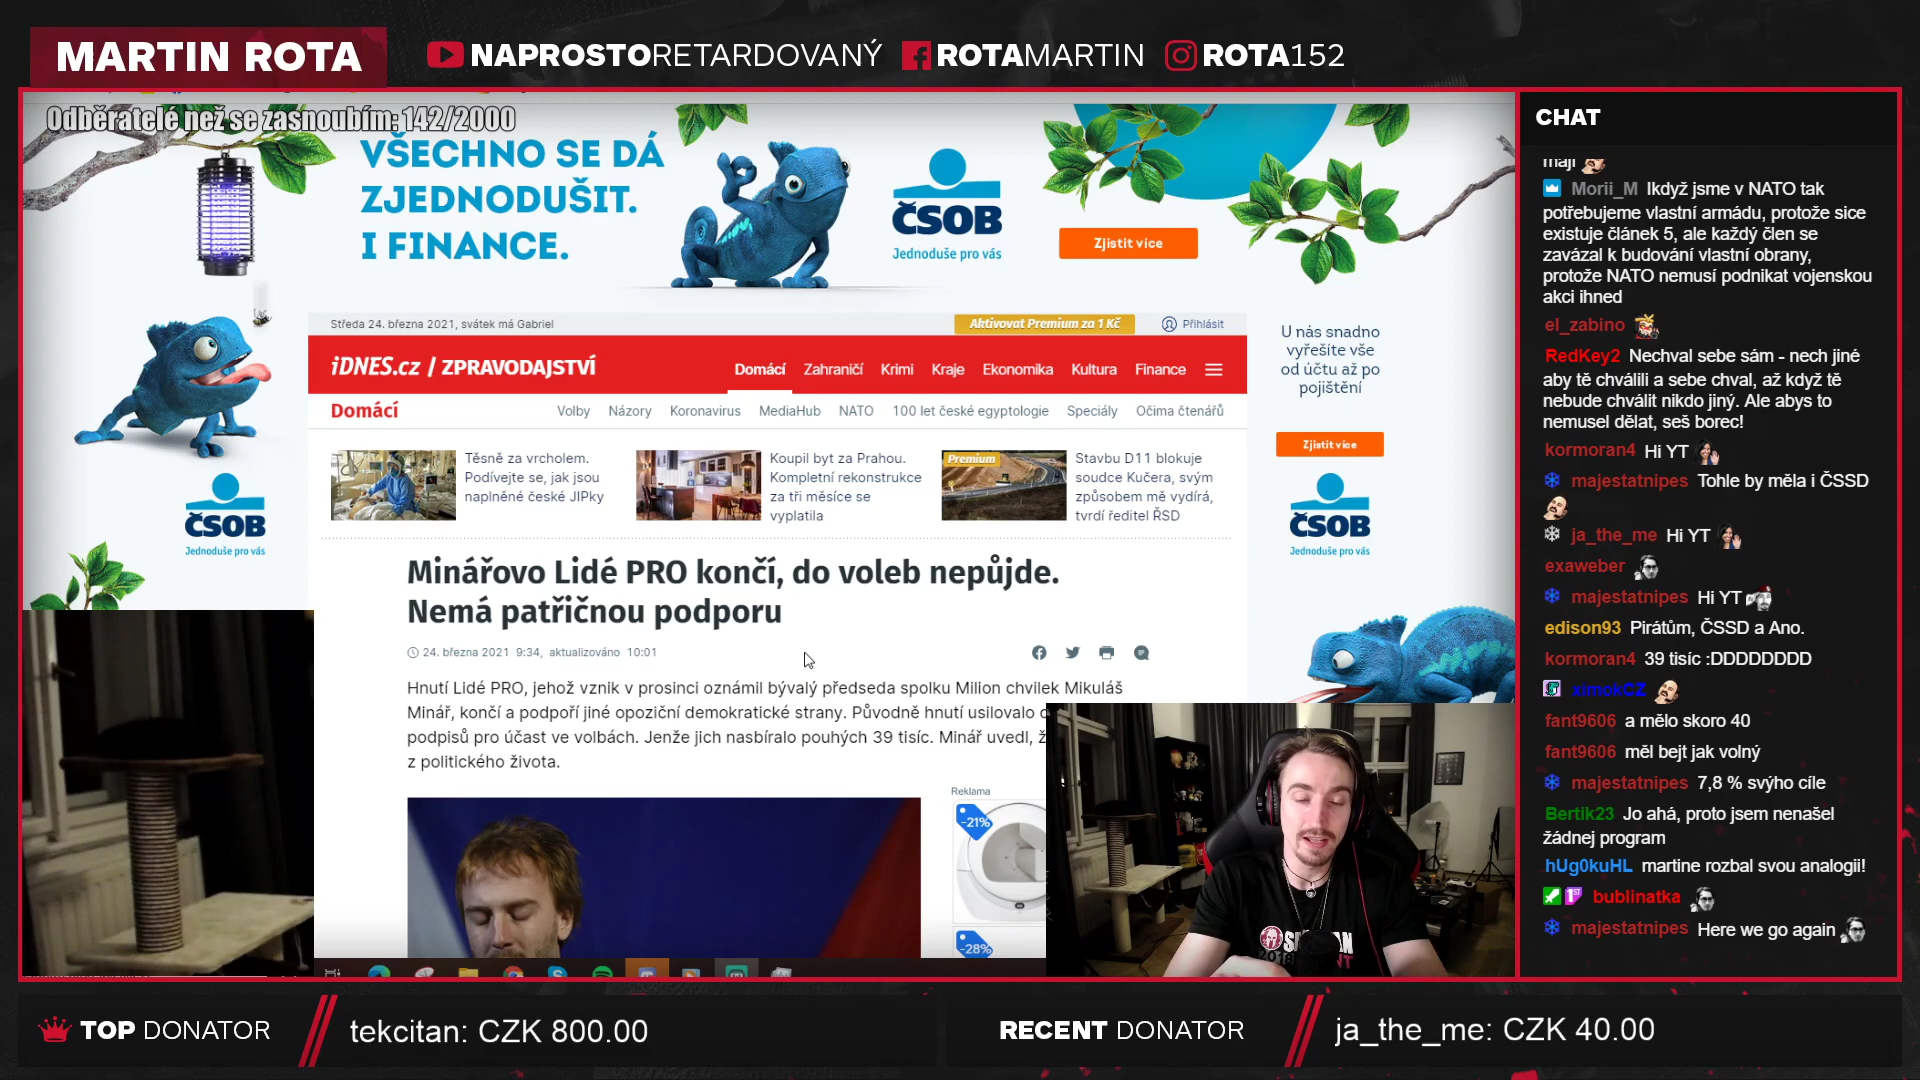 MARTIN ROTA
NAPROSTORETARDOVANÝ
ROTAMARTIN
ROTA152
Odběratelé než se zasnoubím: 142/2000
VŠECHNO SE DÁ
ZJEDNODUŠIT.
I FINANCE.
ČSOB
Jednoduše pro vás
Zjistit více
Středa 24. března 2021, svátek má Gabriel
Aktivovat Premium za 1 Kč
Přihlásit
iDNES.cz / ZPRAVODAJSTVÍ
Domácí Zahraničí Krimi Kraje Ekonomika Kultura Finance
Domácí
Volby Názory Koronavirus MediaHub NATO 100 let české egyptologie Speciály Očima čtenářů
Těsně za vrcholem.
Podívejte se, jak jsou
naplněné české JIPky
Koupil byt za Prahou.
Kompletní rekonstrukce
za tři měsíce se
vyplatila
Premium
Stavbu D11 blokuje
soudce Kučera, svým
způsobem mě vydírá,
tvrdí ředitel ŘSD
ČSOB
Jednoduše pro vás
U nás snadno
vyřešíte vše
od účtu až po
pojištění
Zjistit více
ČSOB
Jednoduše pro vás
Minářovo Lidé PRO končí, do voleb nepůjde.
Nemá patřičnou podporu
24. března 2021 9:34, aktualizováno 10:01
Hnutí Lidé PRO, jehož vznik v prosinci oznámil bývalý předseda spolku Milion chvilek Mikuláš
Minář, končí a podpoří jiné opoziční demokratické strany. Původně hnutí usilovalo
podpisů pro účast ve volbách. Jenže jich nasbíralo pouhých 39 tisíc. Minář uvedl, ž
z politického života.
Reklama
-21%
-28%
SPARTAN
CHAT
mají
Morii_M Ikdyž jsme v NATO tak
potřebujeme vlastní armádu, protože sice
existuje článek 5, ale každý člen se
zavázal k budování vlastní obrany,
protože NATO nemusí podnikat vojenskou
akci ihned
el_zabino
RedKey2 Nechval sebe sám - nech jiné
aby tě chválili a sebe chval, až když tě
nebude chválit nikdo jiný. Ale abys to
nemusel dělat, seš borec!
kormoran4 Hi YT
majestatnipes Tohle by měla i ČSSD
ja_the_me Hi YT
exaweber
majestatnipes Hi YT
edison93 Pirátům, ČSSD a Ano.
kormoran4 39 tisíc :DDDDDDDD
ximokCZ
fant9606 a mělo skoro 40
fant9606 měl bejt jak volný
majestatnipes 7,8 % svýho cíle
Bertik23 Jo ahá, proto jsem nenašel
žádnej program
hUg0kuHL martine rozbal svou analogii!
1ST bublinatka
majestatnipes Here we go again
TOP DONATOR
tekcitan: CZK 800.00
RECENT DONATOR
ja_the_me: CZK 40.00